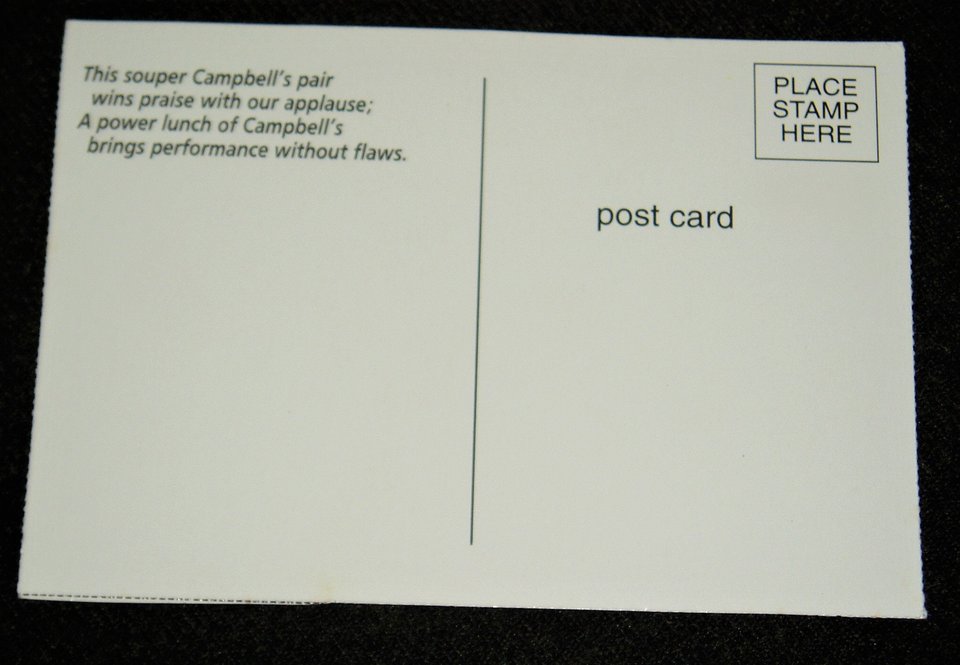 This souper Campbell's pair
wins praise with our applause;
A power lunch of Campbell's
brings performance without flaws.
PLACE
STAMP
HERE
post card